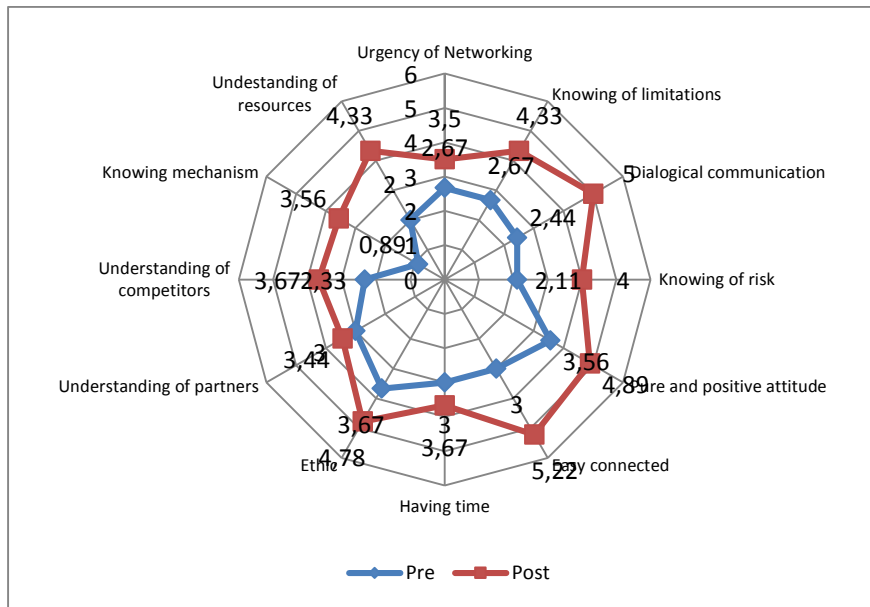 Urgency of Networking
6
Undestanding of
resources
Knowing of limitations
4,33
5
3,5
4,33
4
2,67
2,67
Knowing mechanism
3
Dialogical communication
5
3,56
2
2
2,44
0,89
1
Understanding of
competitors
3,67
2,33
0
2,11
4
Knowing of risk
3,44
3
3,56
Understanding of partners
Pure and positive attitude
4,89
3,67
3
3
Ethic
4,78
3,67
Easy connected
5,22
Having time
Pre
Post